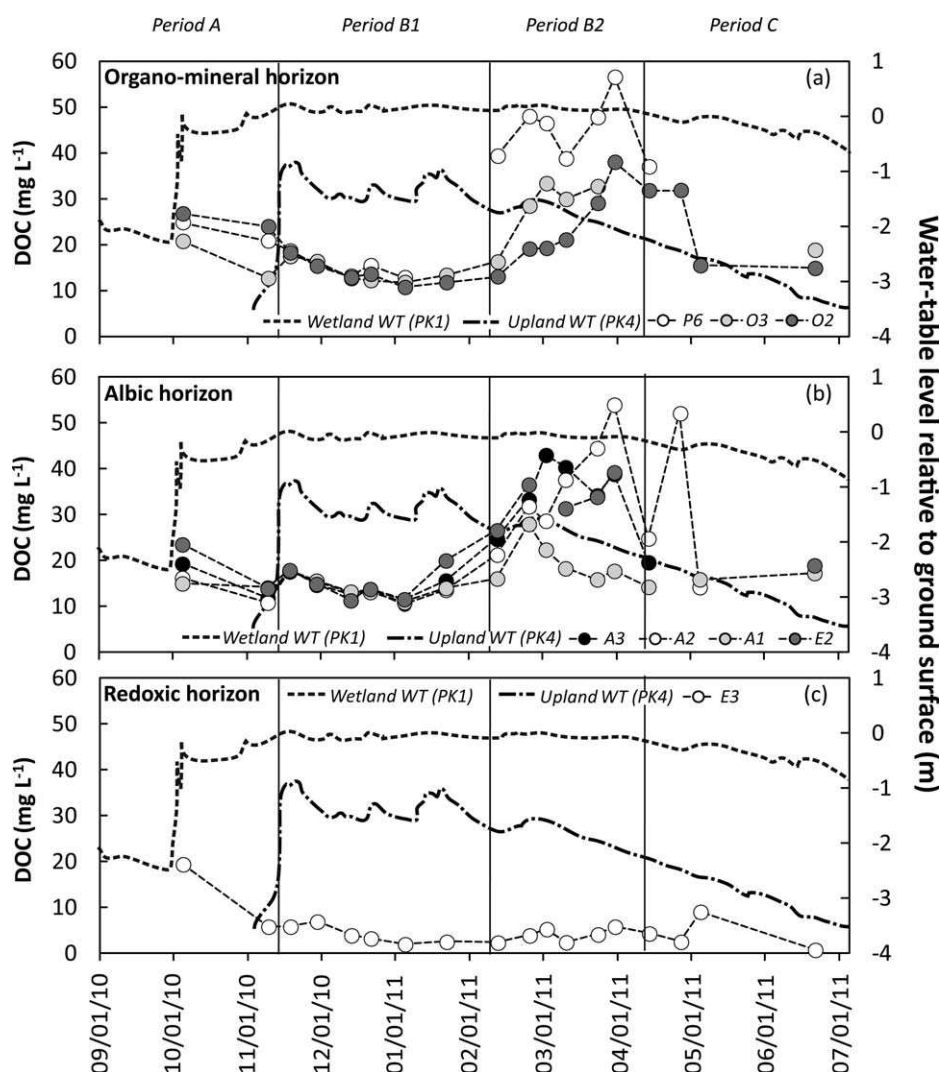 Period A Period B1 Period B2 Period C
Organo-mineral horizon (a)
60 50 40 30 20 10 0
DOC (mg L-1)
1 0 -1 -2 -3 -4
Wetland WT (PK1) Upland WT (PK4) P6 O3 O2
Albic horizon (b)
60 50 40 30 20 10 0
DOC (mg L-1)
1 0 -1 -2 -3 -4
Wetland WT (PK1) Upland WT (PK4) A3 A2 A1 E2
Redoxic horizon Wetland WT (PK1) Upland WT (PK4) E3 (c)
60 50 40 30 20 10 0
DOC (mg L-1)
1 0 -1 -2 -3 -4
Water-table level relative to ground surface (m)
09/01/10 10/01/10 11/01/10 12/01/10 01/01/11 02/01/11 03/01/11 04/01/11 05/01/11 06/01/11 07/01/11